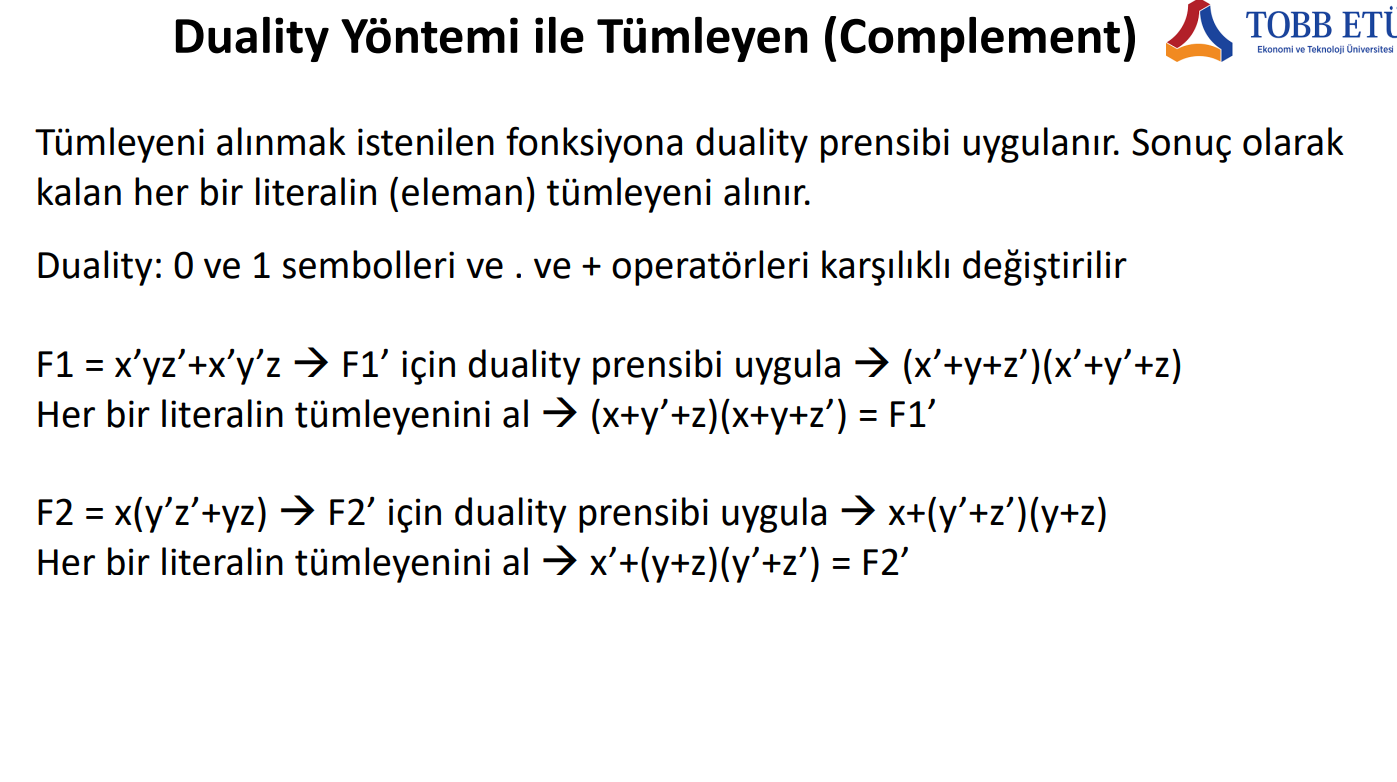 Duality Yöntemi ile Tümleyen (Complement)
TOBB ETÜ
Ekonomi ve Teknoloji Üniversitesi
Tümleyeni alınmak istenilen fonksiyona duality prensibi uygulanır. Sonuç olarak
kalan her bir literalin (eleman) tümleyeni alınır.
Duality: 0 ve 1 sembolleri ve . ve + operatörleri karşılıklı değiştirilir
F1 = x’yz’+x’y’z → F1’ için duality prensibi uygula → (x’+y+z’)(x’+y’+z)
Her bir literalin tümleyenini al → (x+y’+z)(x+y+z’) = F1’
F2 = x(y’z’+yz) → F2’ için duality prensibi uygula → x+(y’+z’)(y+z)
Her bir literalin tümleyenini al → x’+(y+z)(y’+z’) = F2’